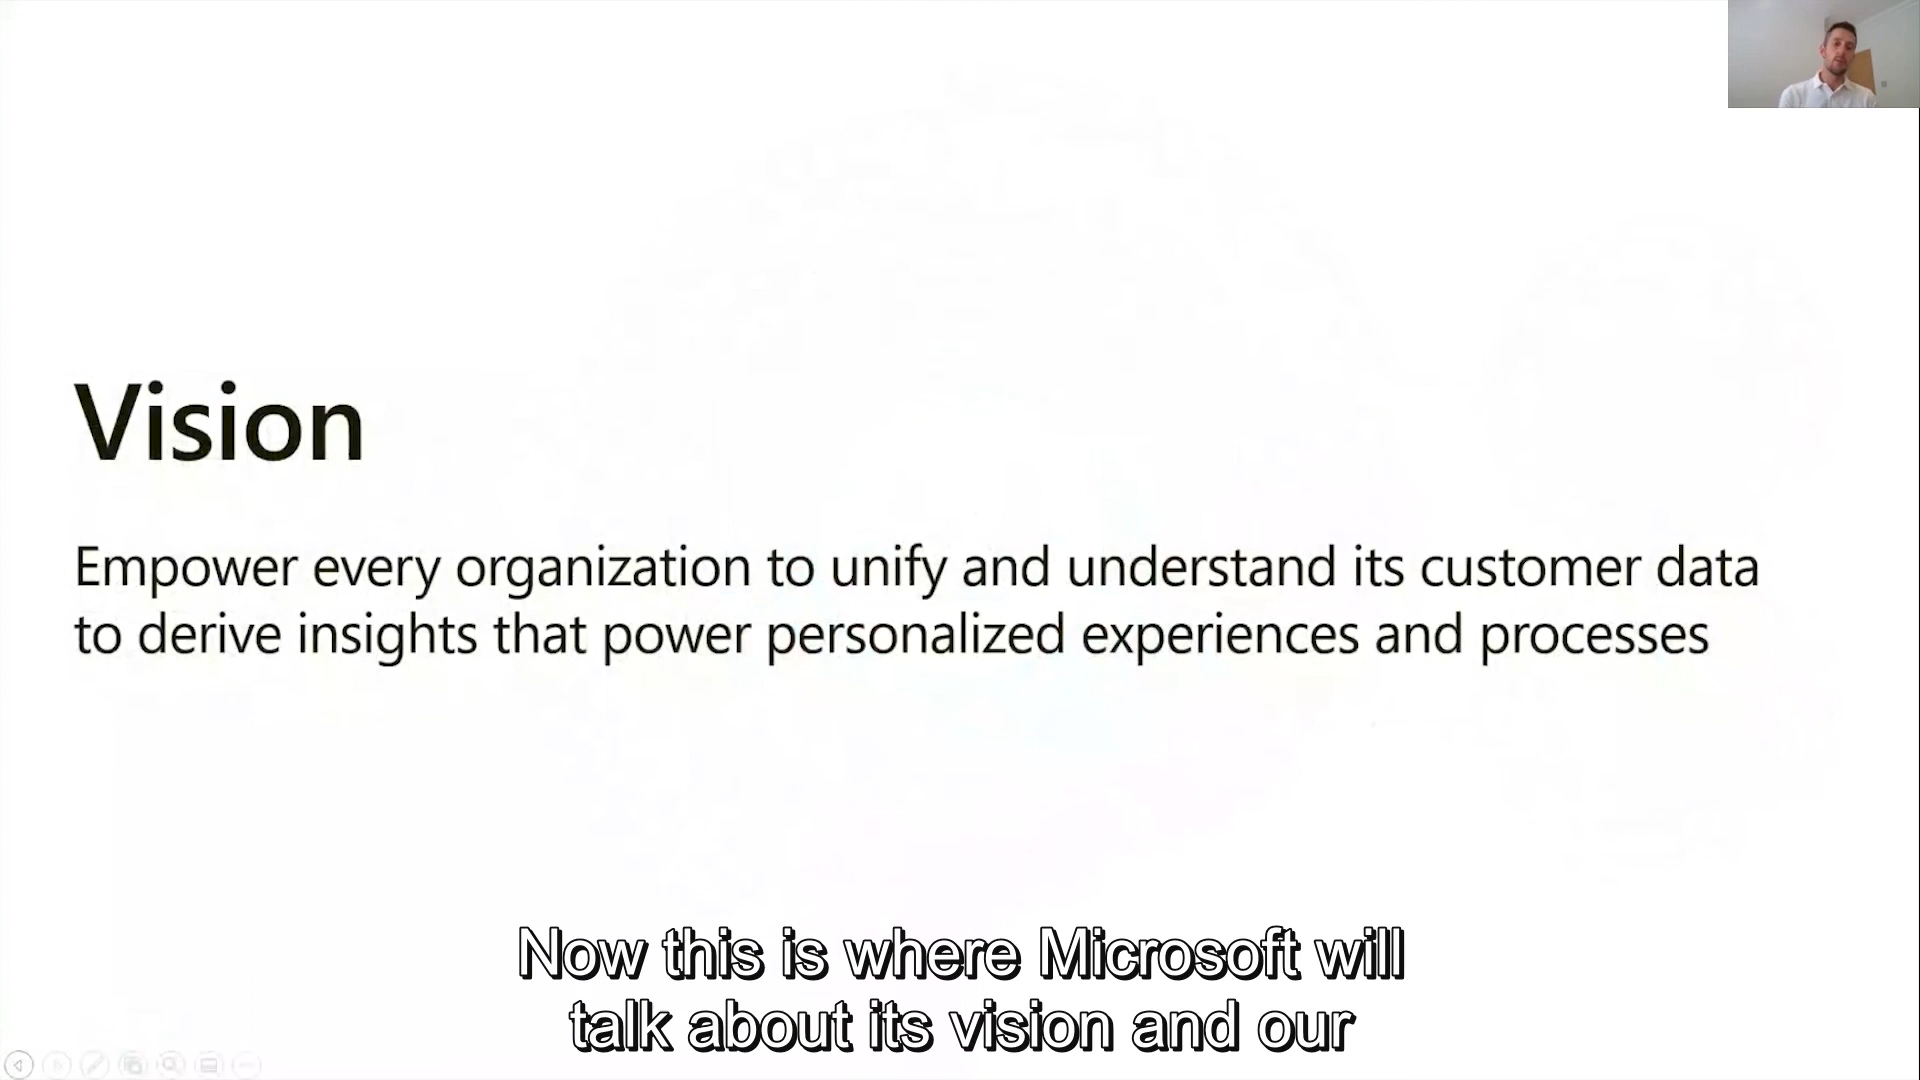 Vision
Empower every organization to unify and understand its customer data
to derive insights that power personalized experiences and processes
Now this is where Microsoft will
talk about its vision and our